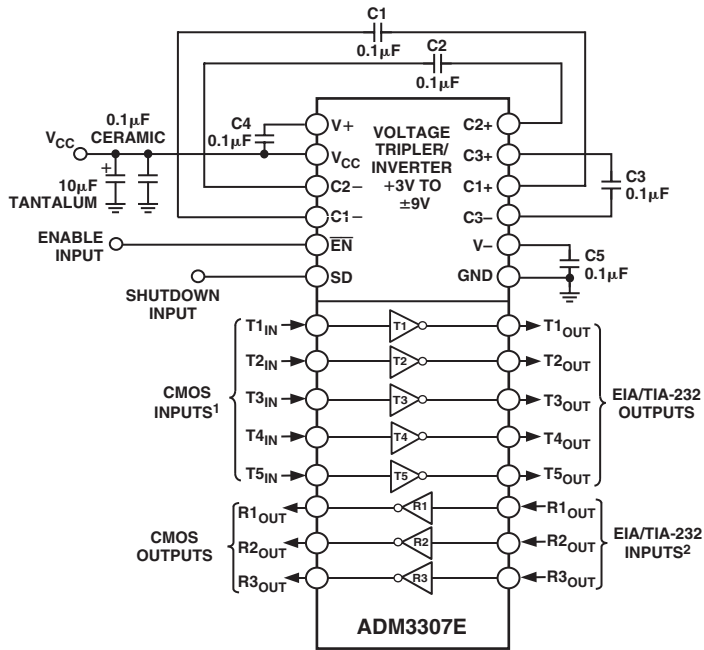 C1
0.1µF
C2
0.1µF
0.1µF
CERAMIC
VCC
+
10µF
TANTALUM
C4
0.1µF
V+
VCC
C2–
C1–
EN
SD
VOLTAGE
TRIPLER/
INVERTER
+3V TO
±9V
C2+
C3+
C1+
C3–
V–
GND
C3
0.1µF
C5
0.1µF
ENABLE
INPUT
SHUTDOWN
INPUT
CMOS
INPUTS1
T1IN
T1
T1OUT
T2IN
T2
T2OUT
T3IN
T3
T3OUT
T4IN
T4
T4OUT
T5IN
T5
T5OUT
EIA/TIA-232
OUTPUTS
CMOS
OUTPUTS
R1OUT
R1
R1OUT
R2OUT
R2
R2OUT
R3OUT
R3
R3OUT
EIA/TIA-232
INPUTS2
ADM3307E